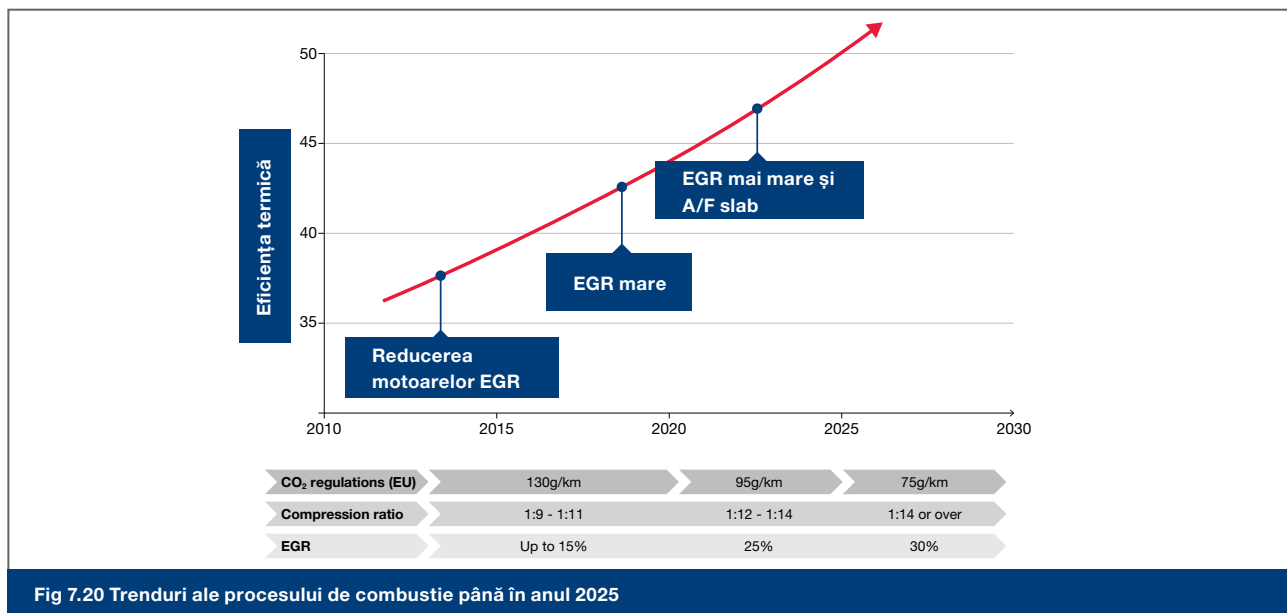 50
45
40
35
Eficiența termică
EGR mai mare și
A/F slab
EGR mare
Reducerea
motoarelor EGR
2010 2015 2020 2025 2030
CO₂ regulations (EU) 130g/km 95g/km 75g/km
Compression ratio 1:9 - 1:11 1:12 - 1:14 1:14 or over
EGR Up to 15% 25% 30%
Fig 7.20 Trenduri ale procesului de combustie până în anul 2025